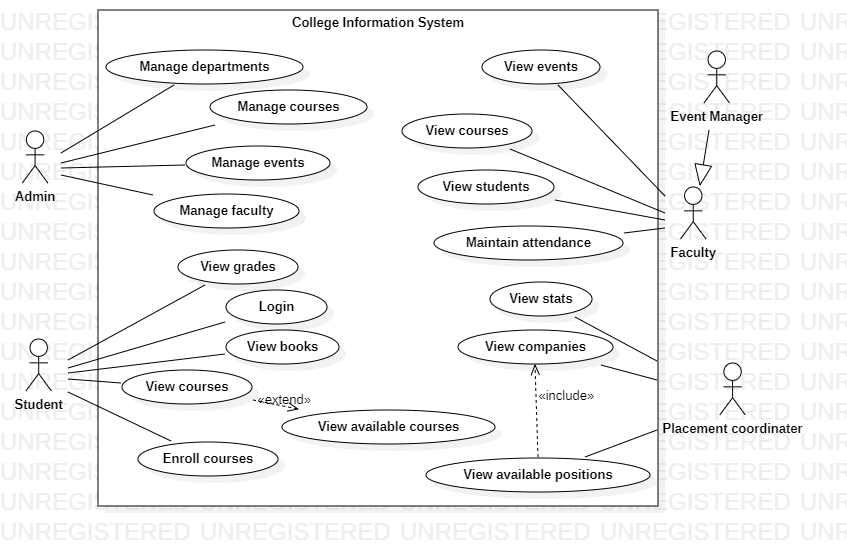 College Information System
Manage departments
View events
Manage courses
Event Manager
View courses
Manage events
View students
Admin
Manage faculty
Maintain attendance
Faculty
View grades
Login
View stats
View books
View companies
View courses
Student
«extend»
«include»
View available courses
Placement coordinater
Enroll courses
View available positions
UNREGISTERED UNREGISTERED UNREGISTERED UNREGISTERED UNR